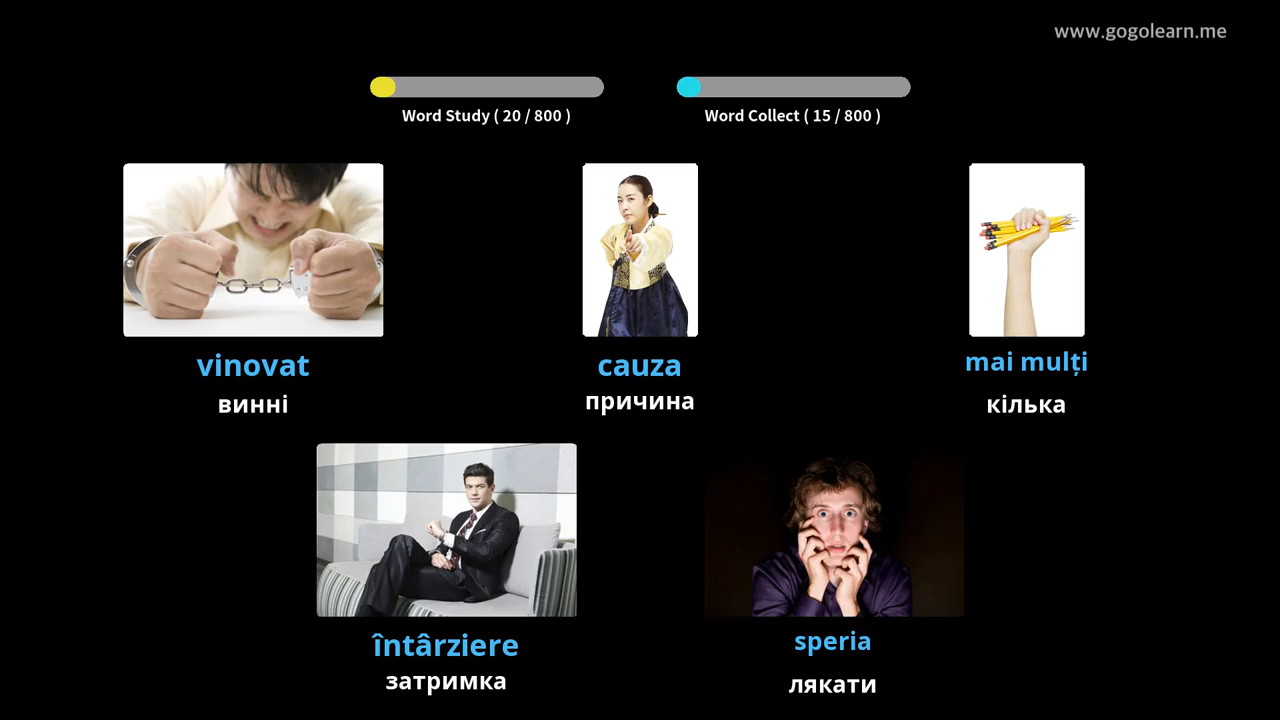 www.gogolearn.me
Word Study ( 20 / 800 )
Word Collect ( 15 / 800 )
vinovat
винні
cauza
причина
mai mulți
кілька
întârziere
затримка
speria
лякати